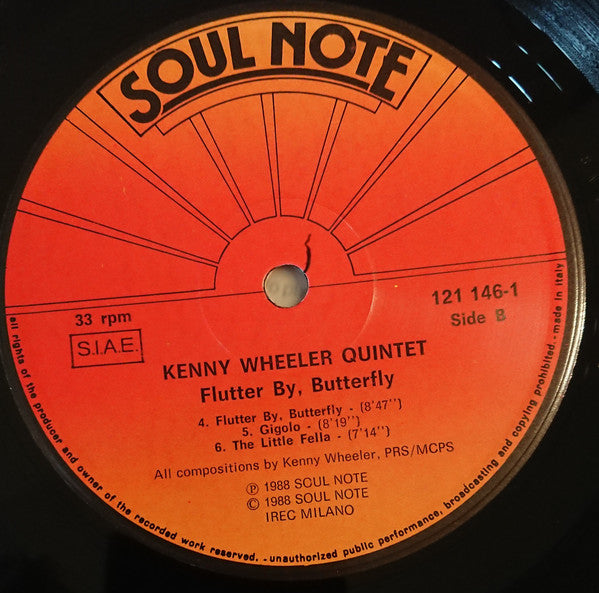 SOUL NOTE
33 rpm
S.I.A.E.
121 146-1
Side B
KENNY WHEELER QUINTET
Flutter By, Butterfly
4. Flutter By, Butterfly - (8'47'')
5. Gigolo - (8'19'')
6. The Little Fella - (7'14'')
All compositions by Kenny Wheeler, PRS/MCPS
℗ 1988 SOUL NOTE
© 1988 SOUL NOTE
IREC MILANO
all rights of the producer and owner of the recorded work reserved. - unauthorized public performance, broadcasting and copying prohibited. - made in italy